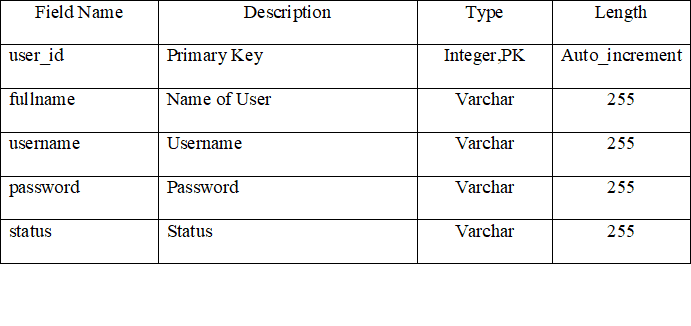 Field Name Description Type Length
user_id Primary Key Integer,PK Auto_increment
fullname Name of User Varchar 255
username Username Varchar 255
password Password Varchar 255
status Status Varchar 255